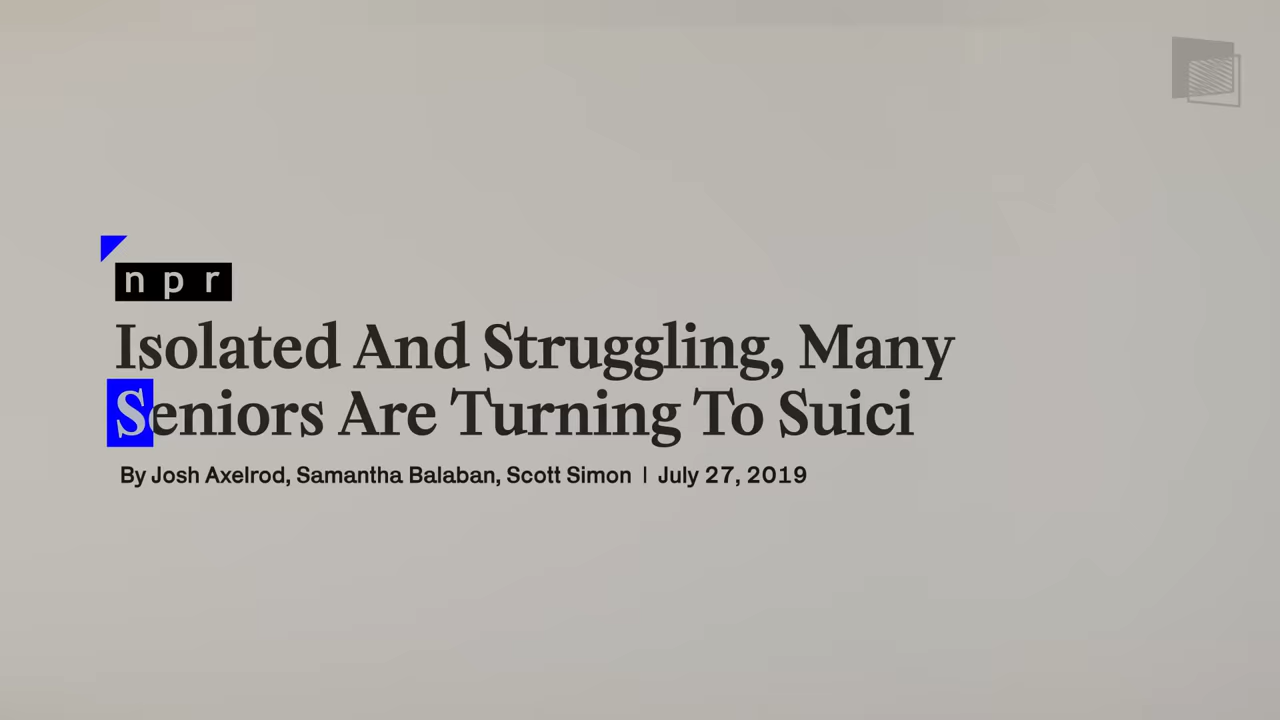 npr
Isolated And Struggling, Many
Seniors Are Turning To Suici
By Josh Axelrod, Samantha Balaban, Scott Simon | July 27, 2019